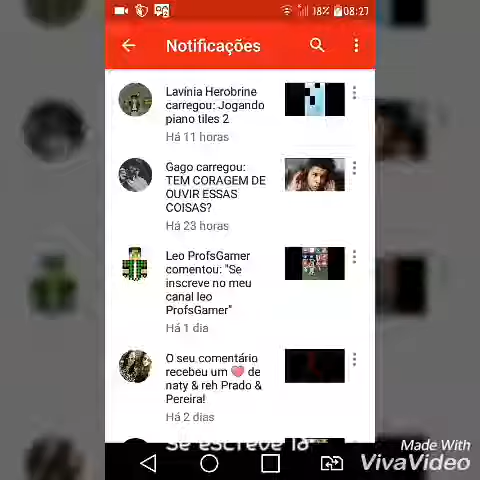 18% 08:27
Notificações
Lavínia Herobrine
carregou: Jogando
piano tiles 2
Há 11 horas
Gago carregou:
TEM CORAGEM DE
OUVIR ESSAS
COISAS?
Há 23 horas
Leo ProfsGamer
comentou: "Se
inscreve no meu
canal leo
ProfsGamer"
Há 1 dia
O seu comentário
recebeu um ❤ de
naty & reh Prado &
Pereira!
Há 2 dias
se escreve lá
Made With
VivaVideo